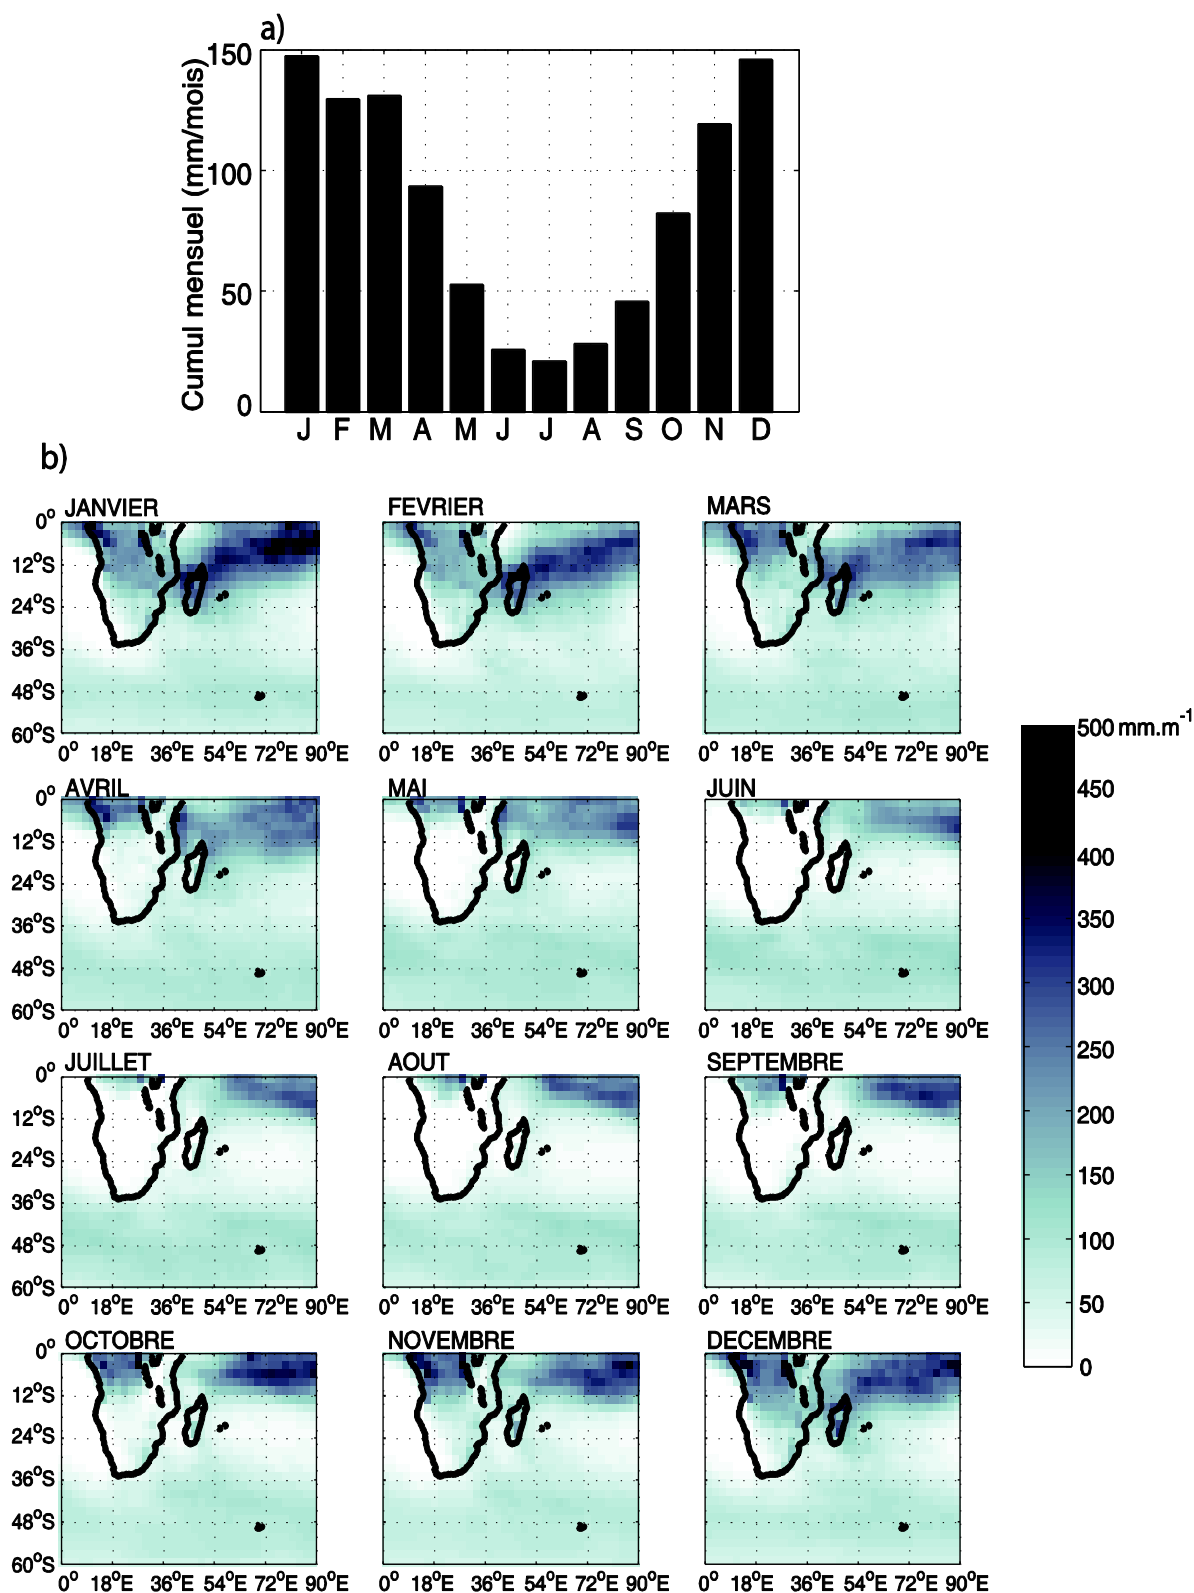 a)
150
100
50
0
Cumul mensuel (mm/mois)
J F M A M J J A S O N D
b)
JANVIER FEVRIER MARS
0°
12°S
24°S
36°S
48°S
60°S
0° 18°E 36°E 54°E 72°E 90°E 0° 18°E 36°E 54°E 72°E 90°E 0° 18°E 36°E 54°E 72°E 90°E
AVRIL MAI JUIN
0°
12°S
24°S
36°S
48°S
60°S
0° 18°E 36°E 54°E 72°E 90°E 0° 18°E 36°E 54°E 72°E 90°E 0° 18°E 36°E 54°E 72°E 90°E
JUILLET AOUT SEPTEMBRE
0°
12°S
24°S
36°S
48°S
60°S
0° 18°E 36°E 54°E 72°E 90°E 0° 18°E 36°E 54°E 72°E 90°E 0° 18°E 36°E 54°E 72°E 90°E
OCTOBRE NOVEMBRE DECEMBRE
0°
12°S
24°S
36°S
48°S
60°S
0° 18°E 36°E 54°E 72°E 90°E 0° 18°E 36°E 54°E 72°E 90°E 0° 18°E 36°E 54°E 72°E 90°E
500 mm.m⁻¹
450
400
350
300
250
200
150
100
50
0